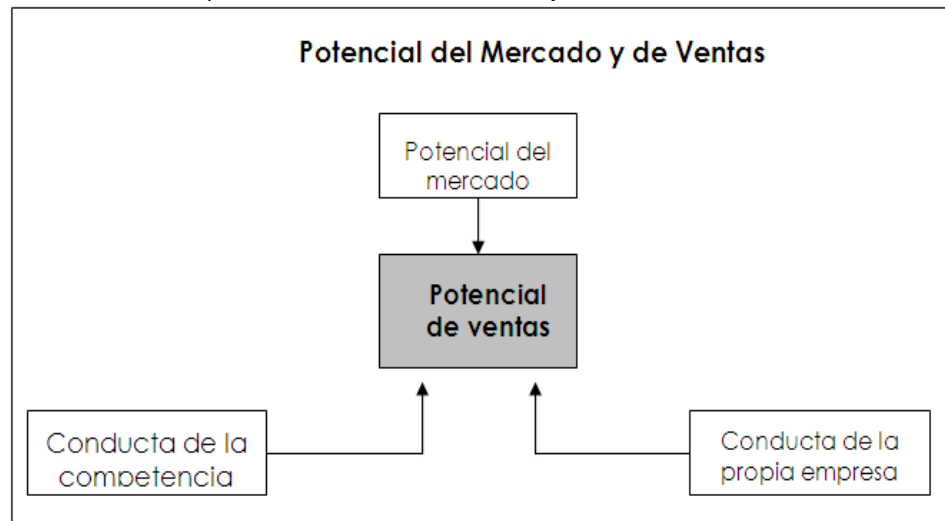 Potencial del Mercado y de Ventas
Potencial del
mercado
Potencial
de ventas
Conducta de la
competencia
Conducta de la
propia empresa